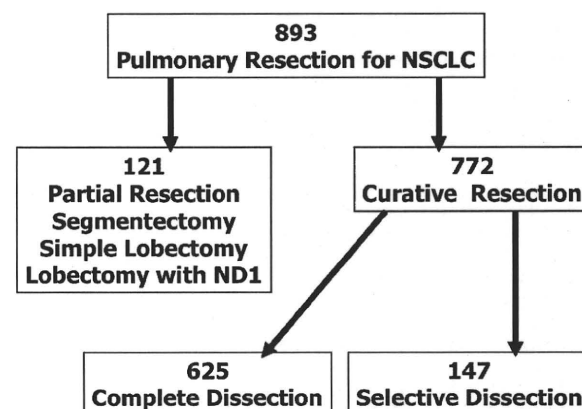 893
Pulmonary Resection for NSCLC
121
Partial Resection
Segmentectomy
Simple Lobectomy
Lobectomy with ND1
772
Curative Resection
625
Complete Dissection
147
Selective Dissection